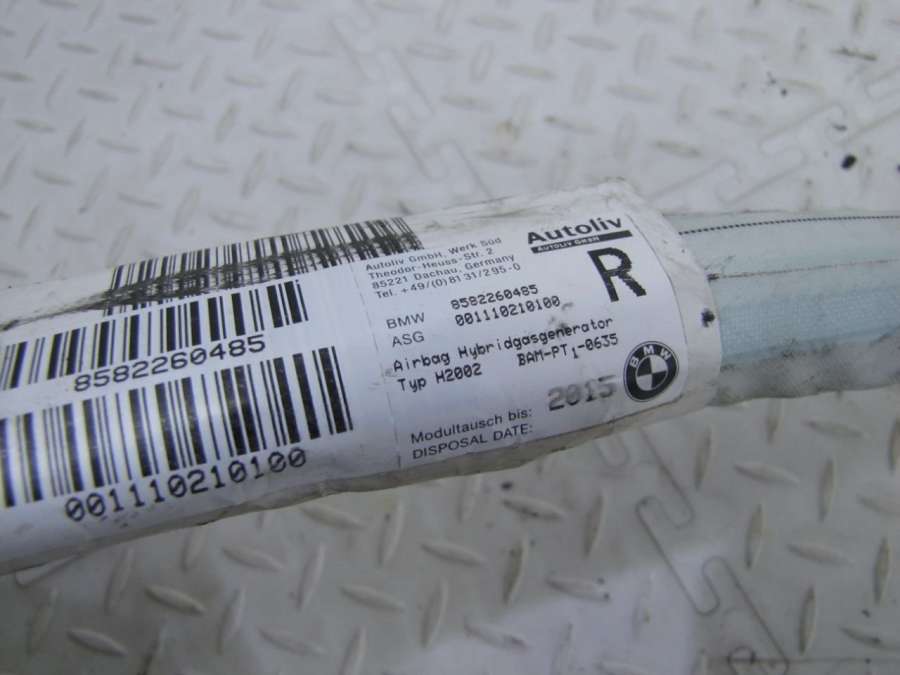 8582260485
001110210100
Autoliv GmbH, Werk Süd
Theodor-Heuss-Str. 2
85221 Dachau, Germany
Tel. +49/(0)8131/295-0
Autoliv
AUTOLIV GMBH
R
BMW 8582260485
ASG 001110210100
Airbag Hybridgasgenerator
Typ H2002 BAM-PT1-0635
2015
BMW
Modultausch bis:
DISPOSAL DATE: